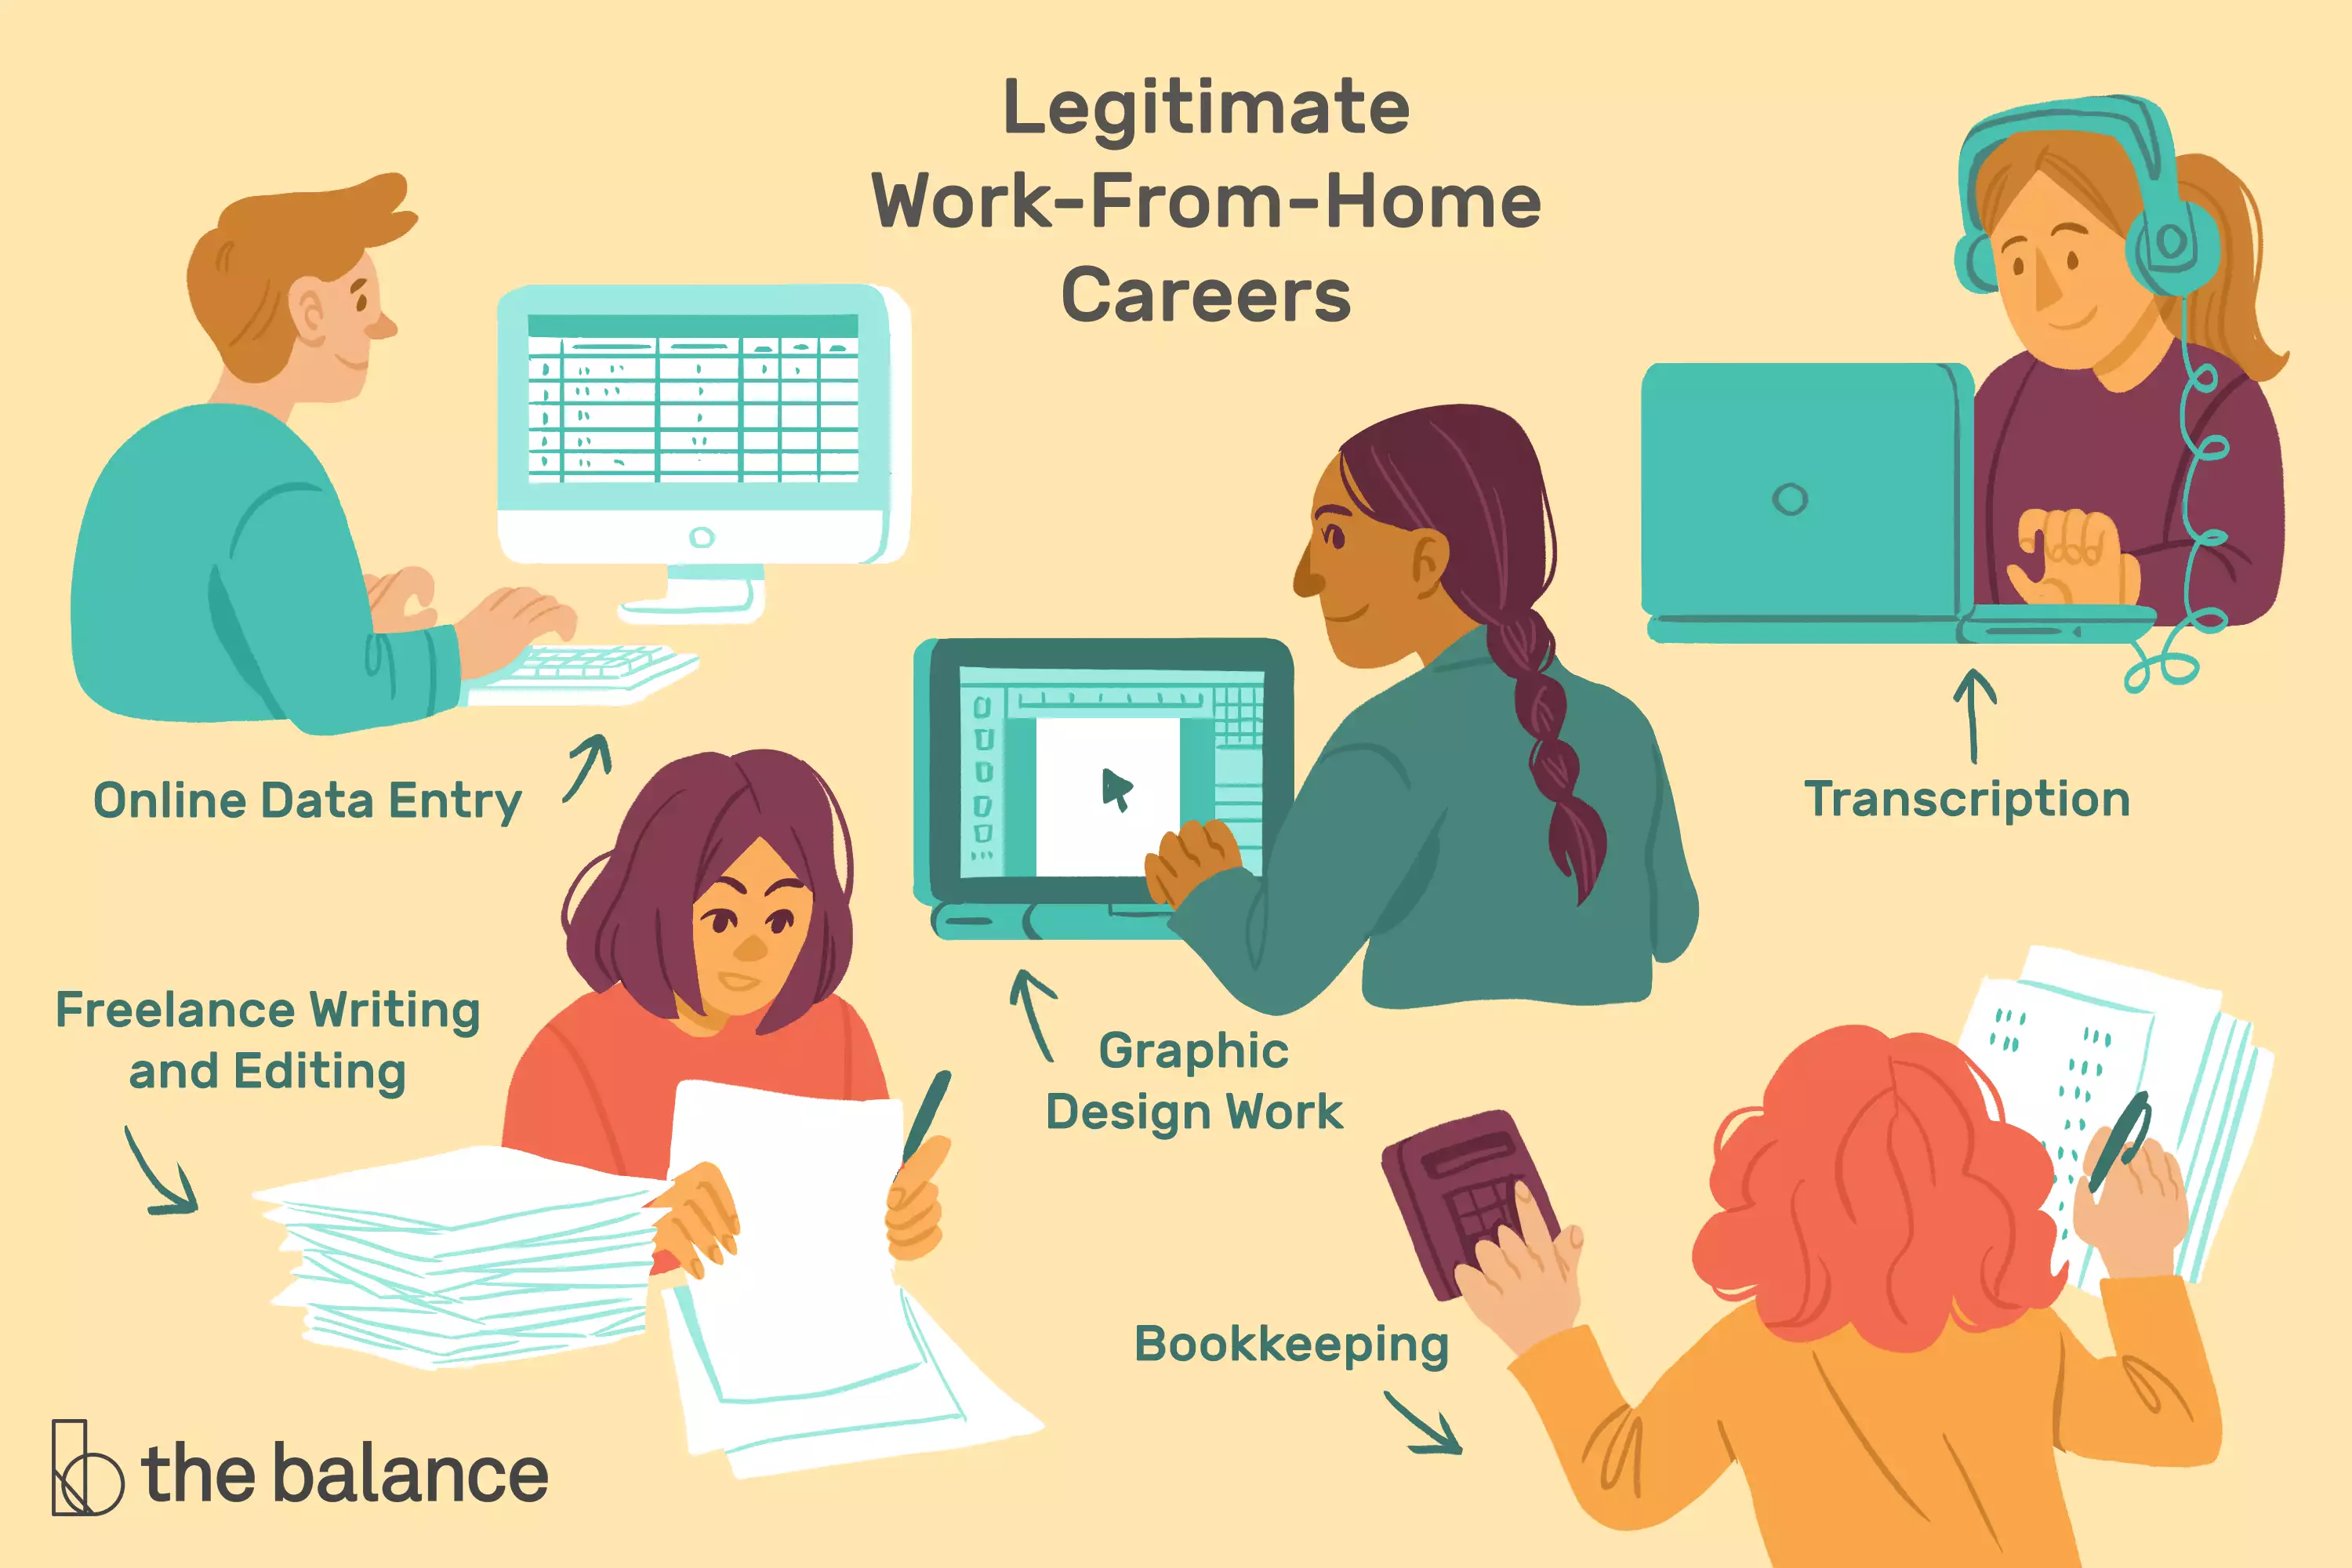 Legitimate
Work-From-Home
Careers
Online Data Entry
Transcription
Freelance Writing
and Editing
Graphic
Design Work
Bookkeeping
the balance